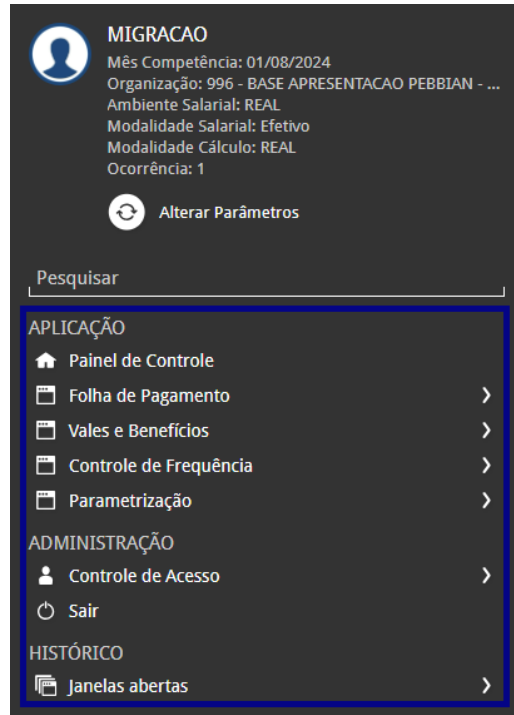 MIGRACAO
Mês Competência: 01/08/2024
Organização: 996 - BASE APRESENTACAO PEBBIAN - ...
Ambiente Salarial: REAL
Modalidade Salarial: Efetivo
Modalidade Cálculo: REAL
Ocorrência: 1
Alterar Parâmetros
Pesquisar
APLICAÇÃO
Painel de Controle
Folha de Pagamento
Vales e Benefícios
Controle de Frequência
Parametrização
ADMINISTRAÇÃO
Controle de Acesso
Sair
HISTÓRICO
Janelas abertas